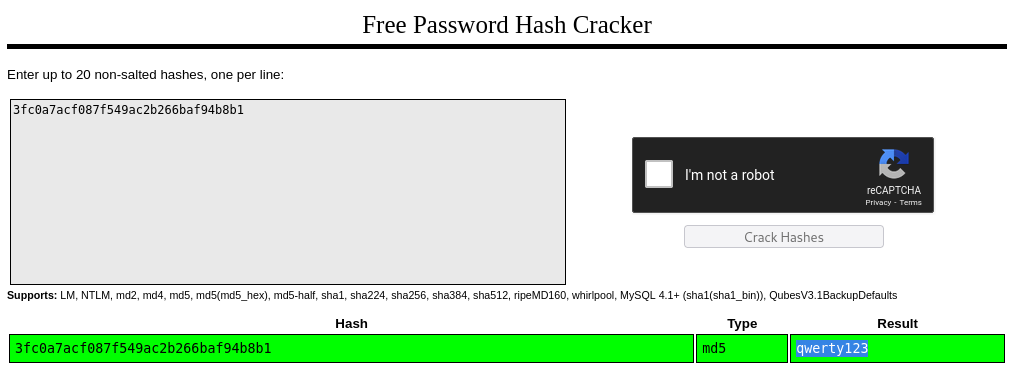 Free Password Hash Cracker
Enter up to 20 non-salted hashes, one per line:
3fc0a7acf087f549ac2b266baf94b8b1
I'm not a robot
reCAPTCHA
Privacy - Terms
Crack Hashes
Supports: LM, NTLM, md2, md4, md5, md5(md5_hex), md5-half, sha1, sha224, sha256, sha384, sha512, ripeMD160, whirlpool, MySQL 4.1+ (sha1(sha1_bin)), QubesV3.1BackupDefaults
Hash Type Result
3fc0a7acf087f549ac2b266baf94b8b1 md5 qwerty123